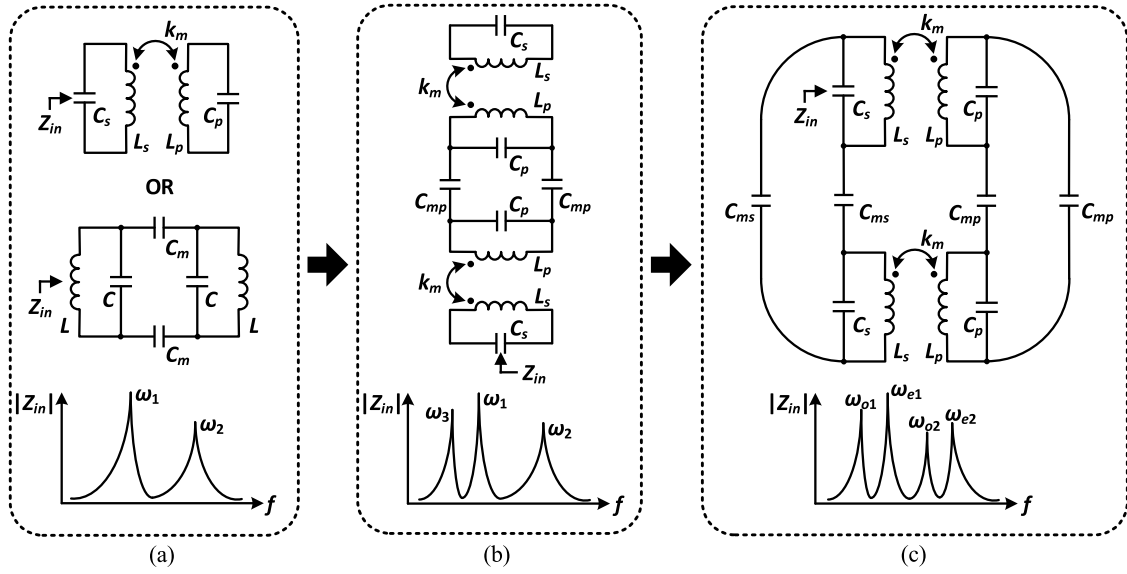 k_m
Z_in
C_s
L_s
L_p
C_p
OR
C_m
Z_in
L
C
C
L
C_m
|Z_in|
ω_1
ω_2
f
(a)
C_s
L_s
k_m
L_p
C_p
C_mp
C_p
C_mp
L_p
k_m
L_s
C_s
Z_in
|Z_in|
ω_3
ω_1
ω_2
f
(b)
k_m
Z_in
C_s
L_s
L_p
C_p
C_ms
C_ms
C_mp
C_mp
k_m
C_s
L_s
L_p
C_p
|Z_in|
ω_o1
ω_e1
ω_o2
ω_e2
f
(c)